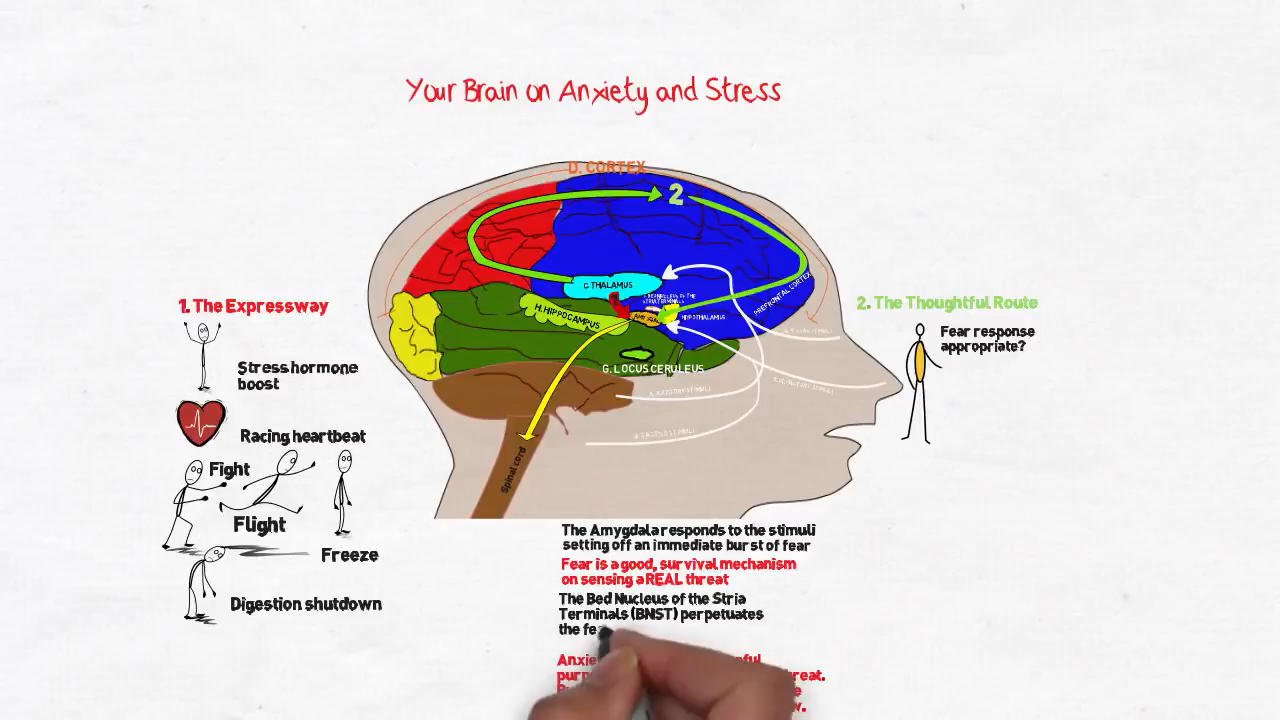 Your Brain on Anxiety and Stress
D. CORTEX
2
C THALAMUS
PREFRONTAL CORTEX
H. HIPPOCAMPUS
HYPOTHALAMUS
G. LOCUS CERULEUS
Spinal cord
1. The Expressway
Stress hormone
boost
Racing heartbeat
Fight
Flight
Freeze
Digestion shutdown
2. The Thoughtful Route
Fear response
appropriate?
The Amygdala responds to the stimuli
setting off an immediate burst of fear
Fear is a good, survival mechanism
on sensing a REAL threat
The Bed Nucleus of the Stria
Terminals (BNST) perpetuates
the fe